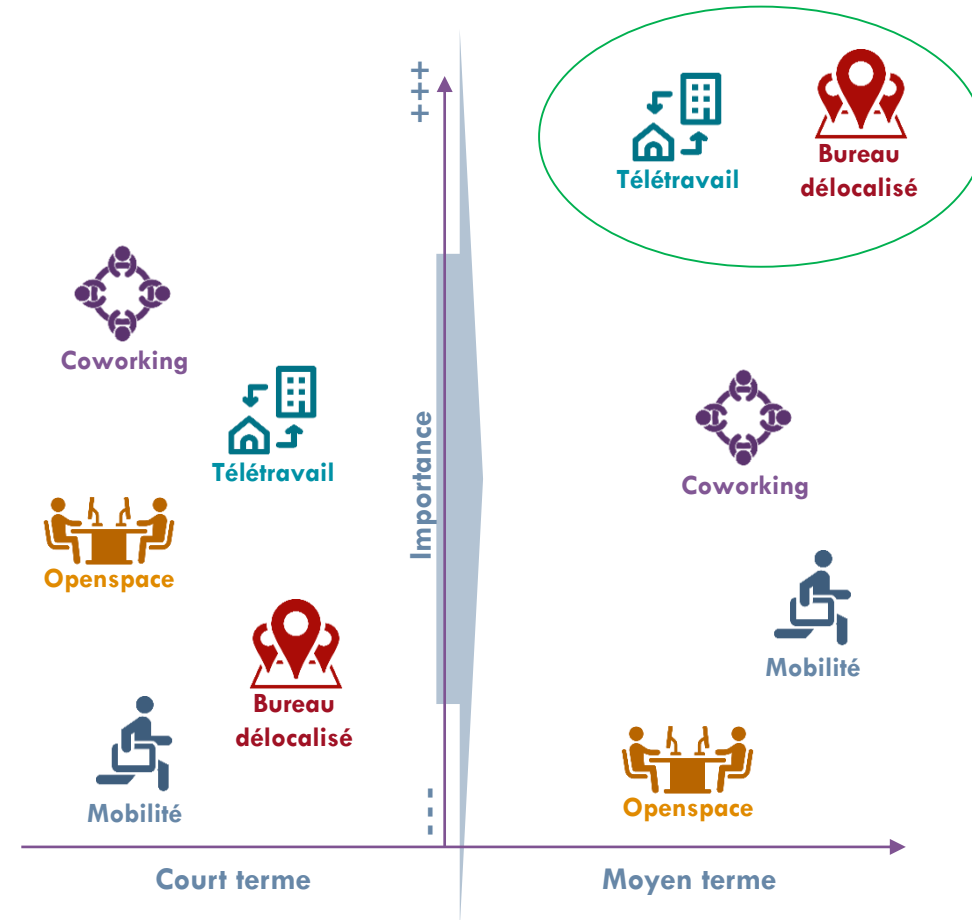 +++
Télétravail
Bureau
délocalisé
Coworking
Télétravail
Importance
Coworking
Openspace
Mobilité
Bureau
délocalisé
Mobilité
Openspace
---
Court terme
Moyen terme